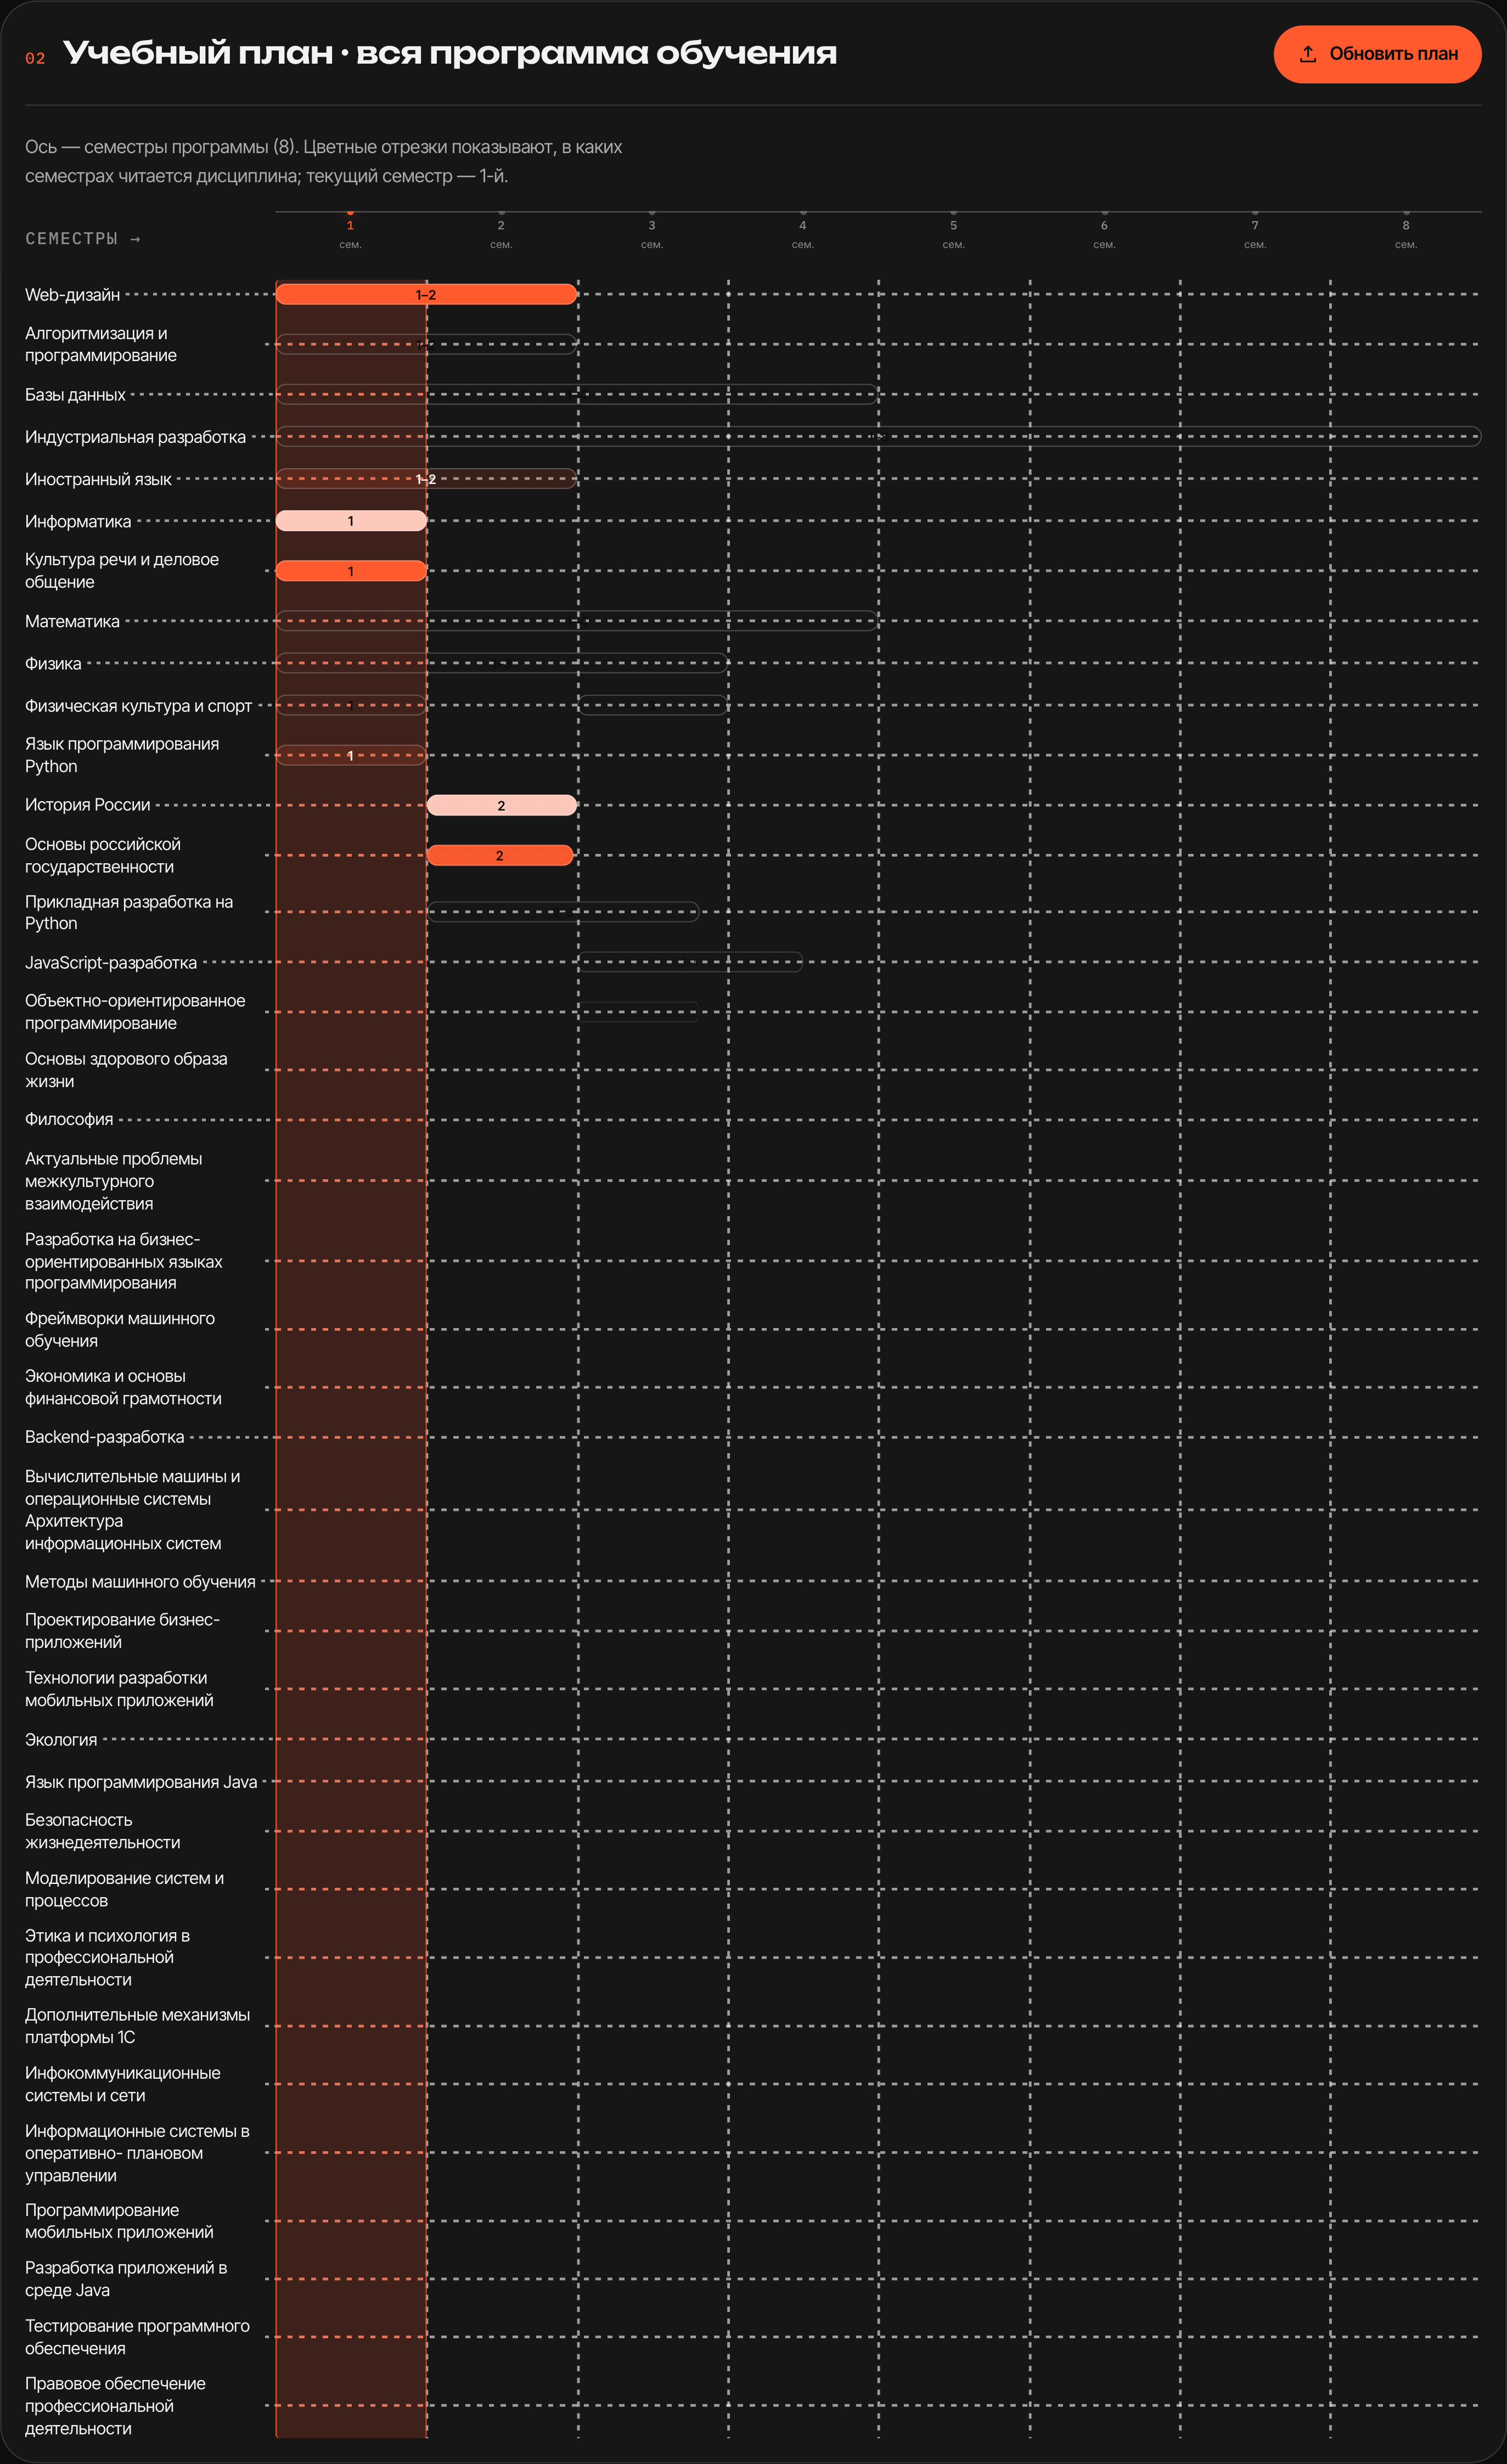 02 Учебный план · вся программа обучения
Обновить план
Ось — семестры программы (8). Цветные отрезки показывают, в каких
семестрах читается дисциплина; текущий семестр — 1-й.
СЕМЕСТРЫ →
1 2 3 4 5 6 7 8
сем. сем. сем. сем. сем. сем. сем. сем.
Web-дизайн 1–2
Алгоритмизация и
программирование
Базы данных
Индустриальная разработка
Иностранный язык 1–2
Информатика 1
Культура речи и деловое
общение
1
Математика
Физика
Физическая культура и спорт
Язык программирования
Python
1
История России 2
Основы российской
государственности
2
Прикладная разработка на
Python
JavaScript-разработка
Объектно-ориентированное
программирование
Основы здорового образа
жизни
Философия
Актуальные проблемы
межкультурного
взаимодействия
Разработка на бизнес-
ориентированных языках
программирования
Фреймворки машинного
обучения
Экономика и основы
финансовой грамотности
Backend-разработка
Вычислительные машины и
операционные системы
Архитектура
информационных систем
Методы машинного обучения
Проектирование бизнес-
приложений
Технологии разработки
мобильных приложений
Экология
Язык программирования Java
Безопасность
жизнедеятельности
Моделирование систем и
процессов
Этика и психология в
профессиональной
деятельности
Дополнительные механизмы
платформы 1С
Инфокоммуникационные
системы и сети
Информационные системы в
оперативно- плановом
управлении
Программирование
мобильных приложений
Разработка приложений в
среде Java
Тестирование программного
обеспечения
Правовое обеспечение
профессиональной
деятельности